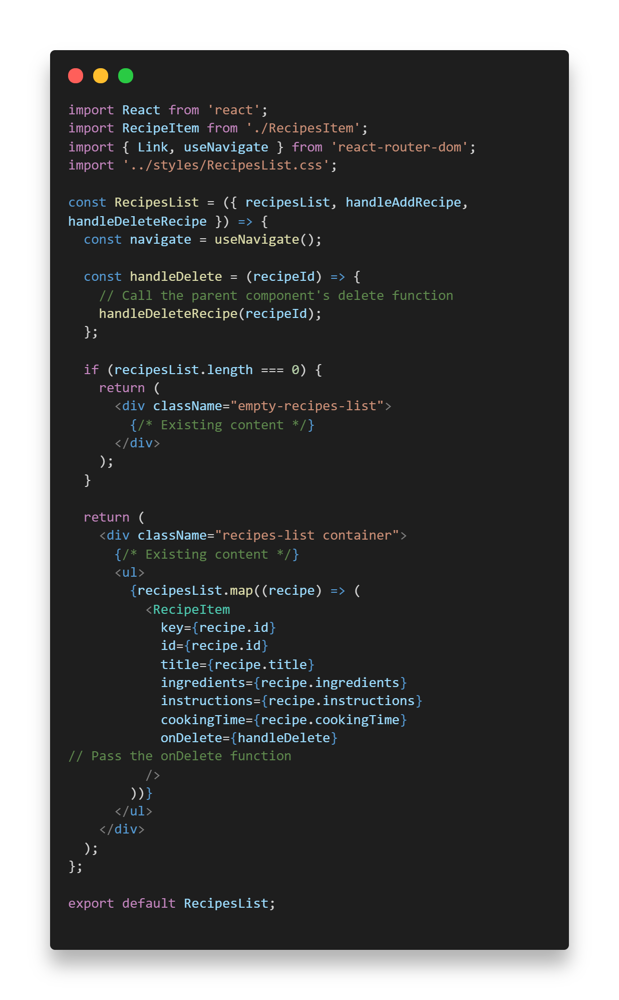 import React from 'react';
import RecipeItem from './RecipesItem';
import { Link, useNavigate } from 'react-router-dom';
import '../styles/RecipesList.css';

const RecipesList = ({ recipesList, handleAddRecipe,
handleDeleteRecipe }) => {
  const navigate = useNavigate();

  const handleDelete = (recipeId) => {
    // Call the parent component's delete function
    handleDeleteRecipe(recipeId);
  };

  if (recipesList.length === 0) {
    return (
      <div className="empty-recipes-list">
        {/* Existing content */}
      </div>
    );
  }

  return (
    <div className="recipes-list container">
      {/* Existing content */}
      <ul>
        {recipesList.map((recipe) => (
          <RecipeItem
            key={recipe.id}
            id={recipe.id}
            title={recipe.title}
            ingredients={recipe.ingredients}
            instructions={recipe.instructions}
            cookingTime={recipe.cookingTime}
            onDelete={handleDelete}
// Pass the onDelete function
          />
        ))}
      </ul>
    </div>
  );
};

export default RecipesList;